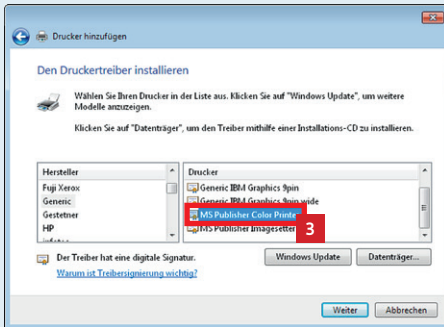 Drucker hinzufügen
Den Druckertreiber installieren
Wählen Sie Ihren Drucker in der Liste aus. Klicken Sie auf "Windows Update", um weitere
Modelle anzuzeigen.
Klicken Sie auf "Datenträger", um den Treiber mithilfe einer Installations-CD zu installieren.
Hersteller
Fuji Xerox
Generic
Gestetner
HP
Drucker
Generic IBM Graphics 9pin
Generic IBM Graphics 9pin wide
MS Publisher Color Printer
MS Publisher Imagesetter
3
Der Treiber hat eine digitale Signatur.
Warum ist Treibersignierung wichtig?
Windows Update
Datenträger...
Weiter
Abbrechen